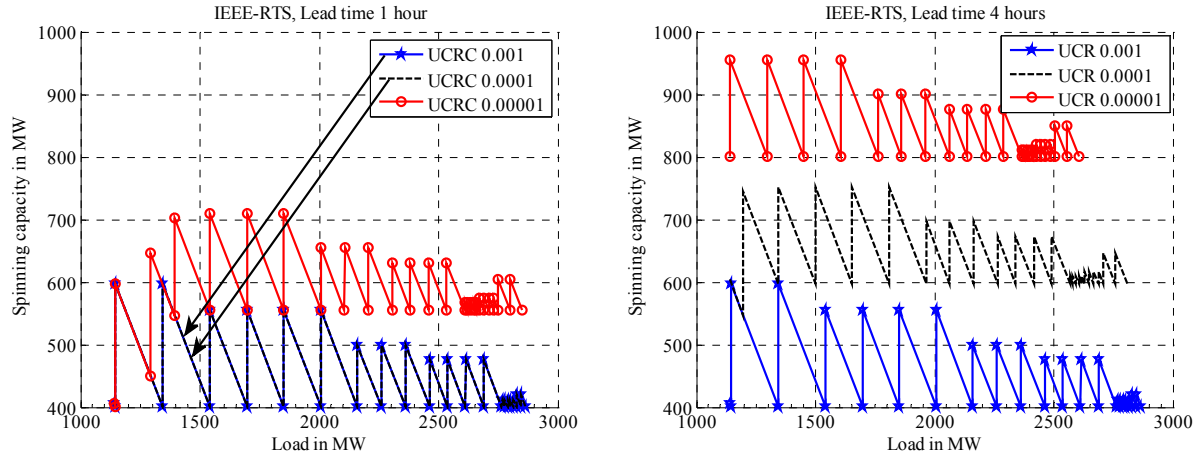 IEEE-RTS, Lead time 1 hour
1000
900
800
700
600
500
400
Spinning capacity in MW
UCRC 0.001
UCRC 0.0001
UCRC 0.00001
1000
1500
2000
2500
3000
Load in MW
IEEE-RTS, Lead time 4 hours
1000
900
800
700
600
500
400
Spinning capacity in MW
UCR 0.001
UCR 0.0001
UCR 0.00001
1000
1500
2000
2500
3000
Load in MW